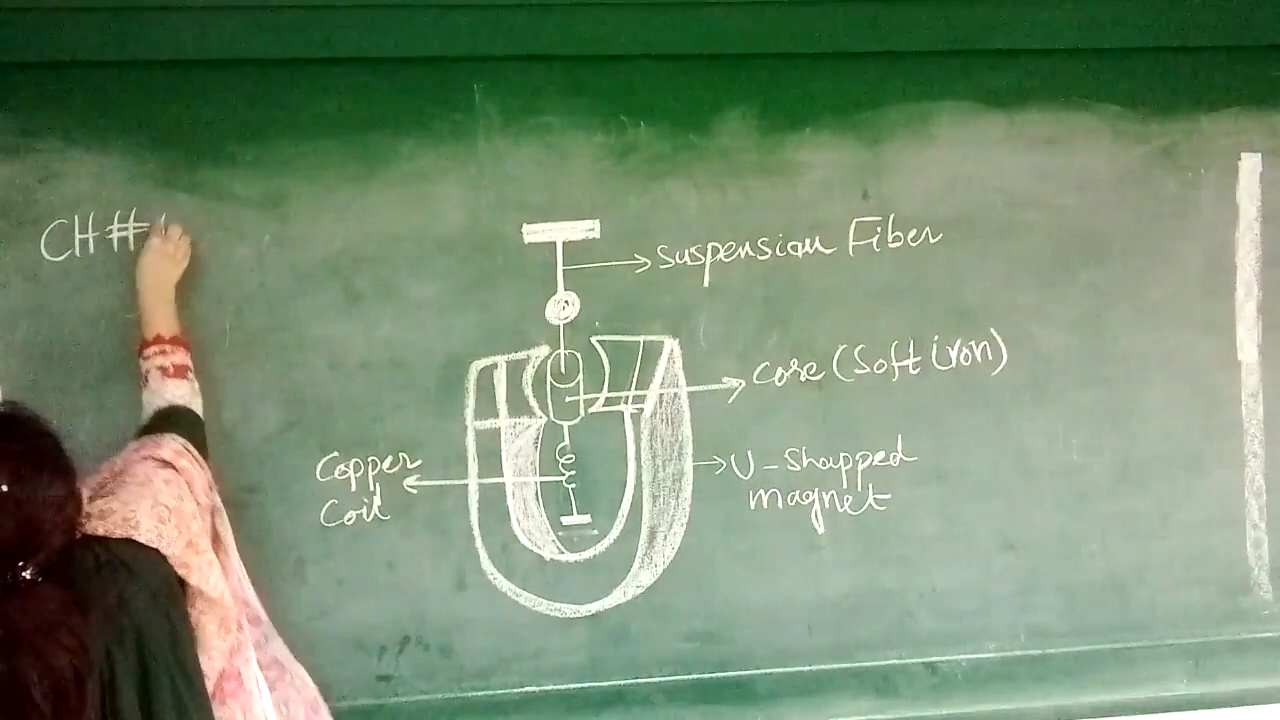 CH #
Suspension Fiber
Core (Soft iron)
Copper
Coil
U-Shapped
magnet